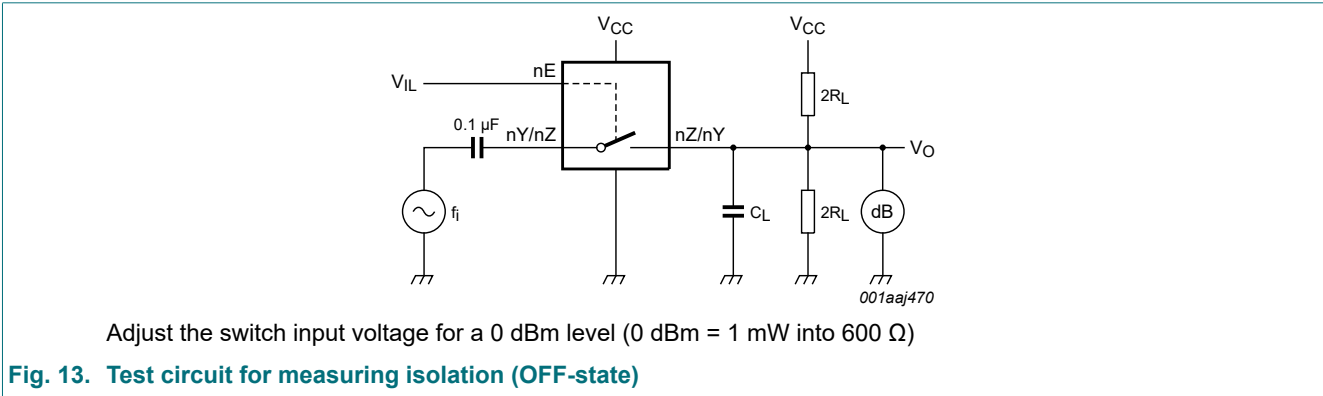 VCC
VCC
VIL
nE
2RL
0.1 µF
nY/nZ
nZ/nY
VO
fi
CL
2RL
dB
001aaj470
Adjust the switch input voltage for a 0 dBm level (0 dBm = 1 mW into 600 Ω)
Fig. 13. Test circuit for measuring isolation (OFF-state)